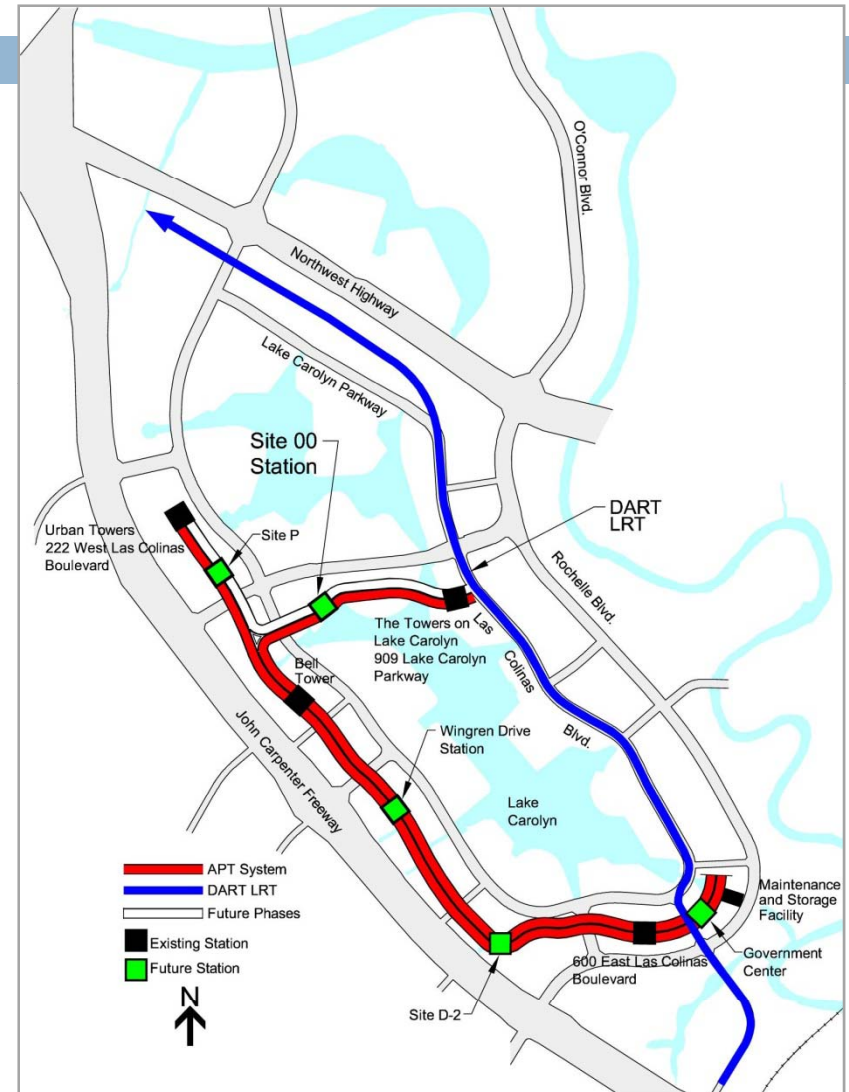 O'Connor Blvd.
Northwest Highway
Lake Carolyn Parkway
Site 00
Station
DART
LRT
Urban Towers
222 West Las Colinas
Boulevard
Site P
Rochelle Blvd.
The Towers on
Lake Carolyn
909 Lake Carolyn
Parkway
Las
Colinas
Blvd.
Bell
Tower
Wingren Drive
Station
John Carpenter Freeway
Lake
Carolyn
APT System
DART LRT
Future Phases
Existing Station
Future Station
N
Maintenance
and Storage
Facility
600 East Las Colinas
Boulevard
Government
Center
Site D-2